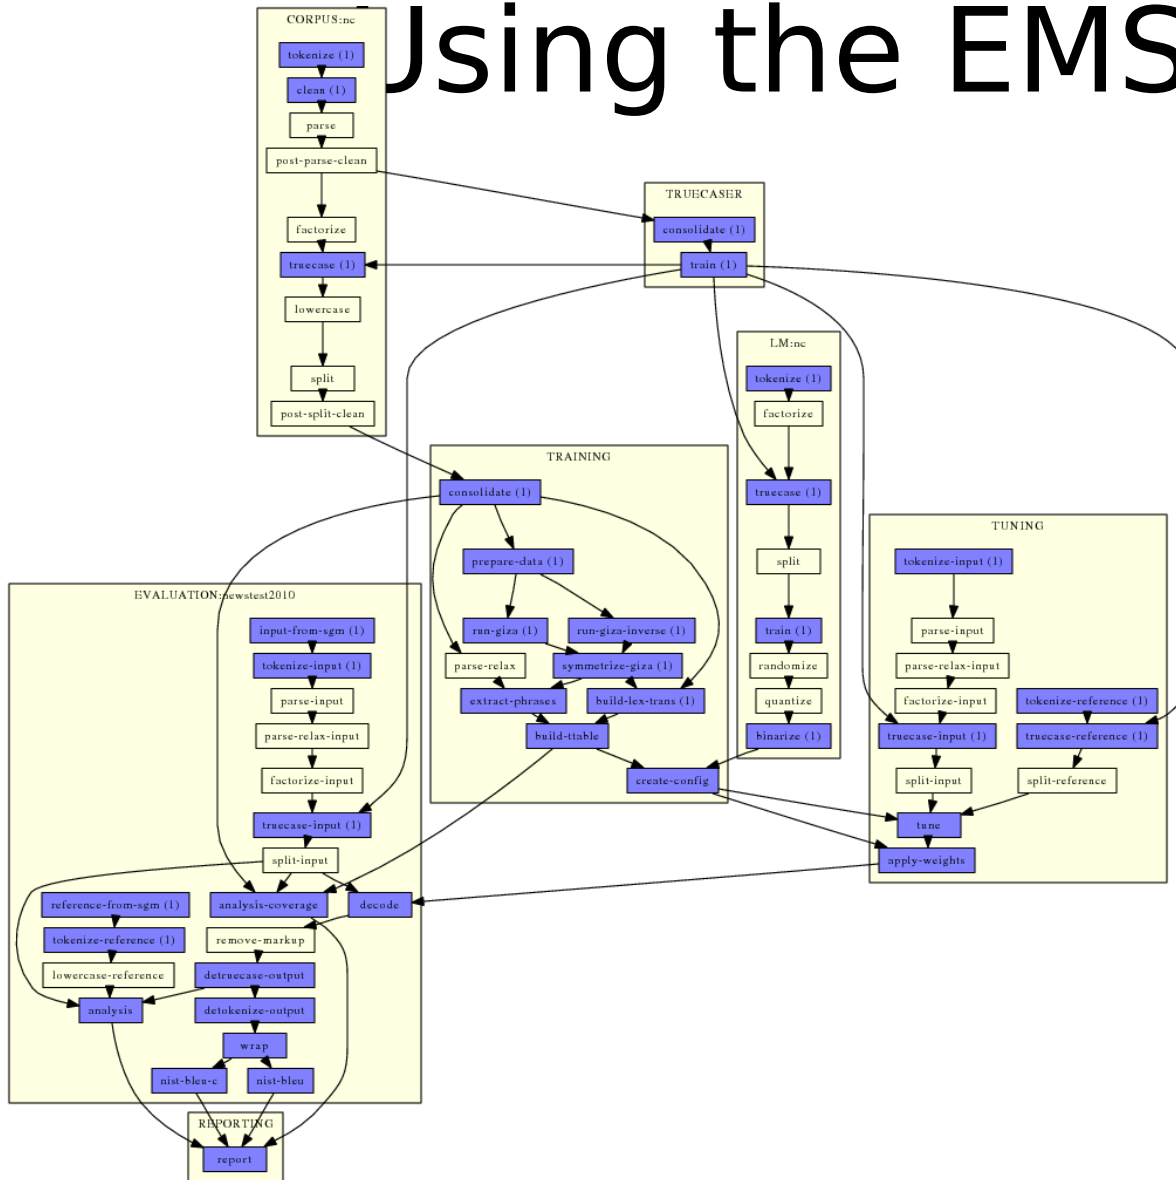 Using the EMS
CORPUS:nc
tokenize (1)
clean (1)
parse
post-parse-clean
factorize
truecase (1)
lowercase
split
post-split-clean
TRUECASER
consolidate (1)
train (1)
LM:nc
tokenize (1)
factorize
truecase (1)
split
train (1)
randomize
quantize
binarize (1)
TRAINING
consolidate (1)
prepare-data (1)
run-giza (1)
run-giza-inverse (1)
parse-relax
symmetrize-giza (1)
extract-phrases
build-lex-trans (1)
build-ttable
create-config
TUNING
tokenize-input (1)
parse-input
parse-relax-input
factorize-input
tokenize-reference (1)
truecase-input (1)
truecase-reference (1)
split-input
split-reference
tune
apply-weights
EVALUATION:newstest2010
input-from-sgm (1)
tokenize-input (1)
parse-input
parse-relax-input
factorize-input
truecase-input (1)
split-input
reference-from-sgm (1)
analysis-coverage
decode
tokenize-reference (1)
remove-markup
lowercase-reference
detruecase-output
analysis
detokenize-output
wrap
nist-bleu-c
nist-bleu
REPORTING
report